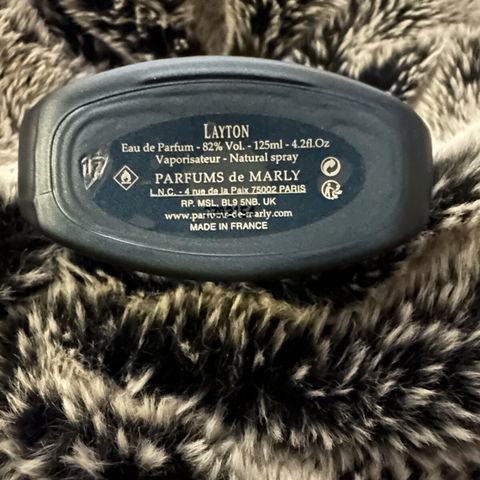 LAYTON
Eau de Parfum - 82% Vol. - 125ml - 4.2fl.Oz
Vaporisateur - Natural spray
PARFUMS de MARLY
L.N.C. - 4 rue de la Paix 75002 PARIS
RP. MSL, BL9 5NB. UK
www.parfums-de-marly.com
MADE IN FRANCE